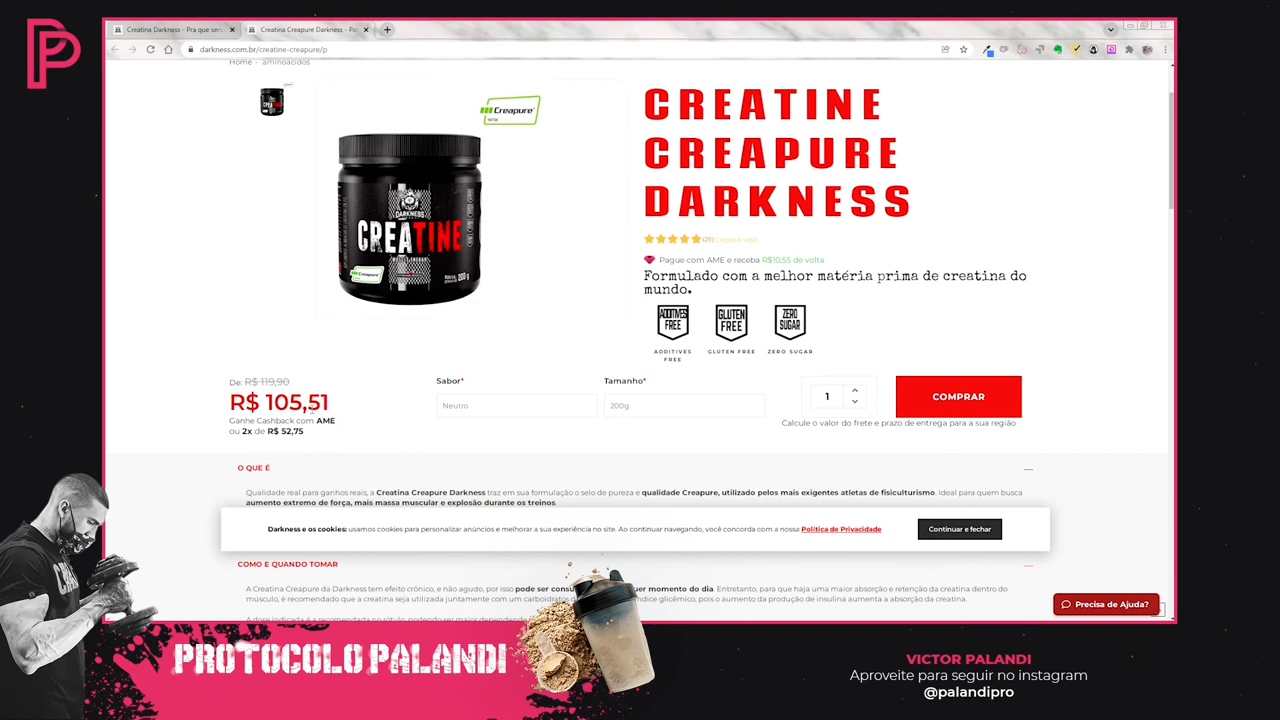 Creatina Darkness - Pra que ser
Creatina Creapure Darkness - Pa
darkness.com.br/creatine-creapure/p
Home - aminoacidos
Creapure
CREATINE
CREAPURE
DARKNESS
DARKNESS
CREATINE
Creapure
200 g
(28) Clique e veja!
Pague com AME e receba R$10,55 de volta
Formulado com a melhor matéria prima de creatina do
mundo.
ADDITIVES FREE
GLUTEN FREE
ZERO SUGAR
ADDITIVES FREE
GLÚTEN FREE
ZERO SUGAR
De: R$ 119,90
R$ 105,51
Ganhe Cashback com AME
ou 2x de R$ 52,75
Sabor*
Neutro
Tamanho*
200g
1
COMPRAR
Calcule o valor do frete e prazo de entrega para a sua região
O QUE É
Qualidade real para ganhos reais, a Creatina Creapure Darkness traz em sua formulação o selo de pureza e qualidade Creapure, utilizado pelos mais exigentes atletas de fisiculturismo. Ideal para quem busca
aumento extremo de força, mais massa muscular e explosão durante os treinos.
Darkness e os cookies: usamos cookies para personalizar anúncios e melhorar a sua experiência no site. Ao continuar navegando, você concorda com a nossa Política de Privacidade
Continuar e fechar
COMO E QUANDO TOMAR
A Creatina Creapure da Darkness tem efeito crônico, e não agudo, por isso pode ser consu quer momento do dia. Entretanto, para que haja uma maior absorção e retenção da creatina dentro do
músculo, é recomendado que a creatina seja utilizada juntamente com um carboidrato ndice glicêmico, pois o aumento da produção de insulina aumenta a absorção da creatina.
Precisa de Ajuda?
PROTOCOLO PALANDI
VICTOR PALANDI
Aproveite para seguir no instagram
@palandipro